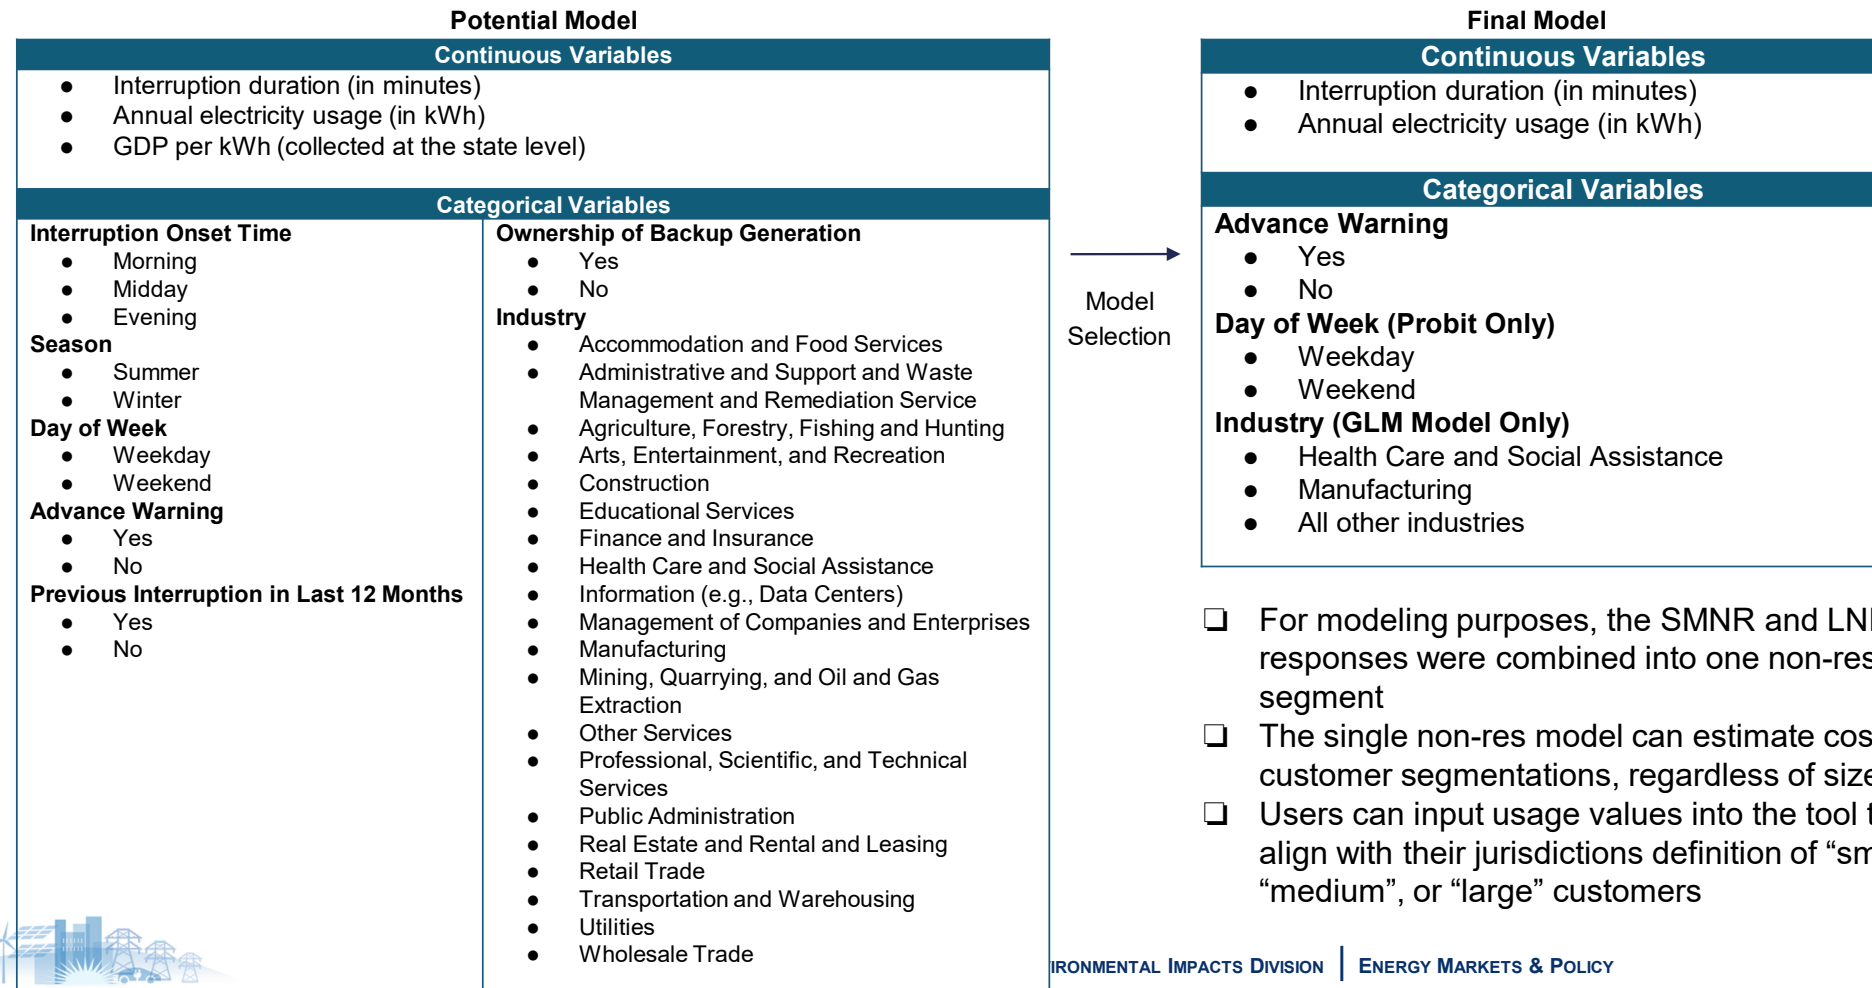 Potential Model
Continuous Variables
● Interruption duration (in minutes)
● Annual electricity usage (in kWh)
● GDP per kWh (collected at the state level)
Categorical Variables
Interruption Onset Time
● Morning
● Midday
● Evening
Season
● Summer
● Winter
Day of Week
● Weekday
● Weekend
Advance Warning
● Yes
● No
Previous Interruption in Last 12 Months
● Yes
● No
Ownership of Backup Generation
● Yes
● No
Industry
● Accommodation and Food Services
● Administrative and Support and Waste
Management and Remediation Service
● Agriculture, Forestry, Fishing and Hunting
● Arts, Entertainment, and Recreation
● Construction
● Educational Services
● Finance and Insurance
● Health Care and Social Assistance
● Information (e.g., Data Centers)
● Management of Companies and Enterprises
● Manufacturing
● Mining, Quarrying, and Oil and Gas
Extraction
● Other Services
● Professional, Scientific, and Technical
Services
● Public Administration
● Real Estate and Rental and Leasing
● Retail Trade
● Transportation and Warehousing
● Utilities
● Wholesale Trade
Model
Selection
Final Model
Continuous Variables
● Interruption duration (in minutes)
● Annual electricity usage (in kWh)
Categorical Variables
Advance Warning
● Yes
● No
Day of Week (Probit Only)
● Weekday
● Weekend
Industry (GLM Model Only)
● Health Care and Social Assistance
● Manufacturing
● All other industries
❏ For modeling purposes, the SMNR and
responses were combined into one
segment
❏ The single non-res model can estimate
customer segmentations, regardless of
❏ Users can input usage values into the tool
align with their jurisdictions definition of
“medium”, or “large” customers
IMPACTS DIVISION | ENERGY MARKETS & POLICY